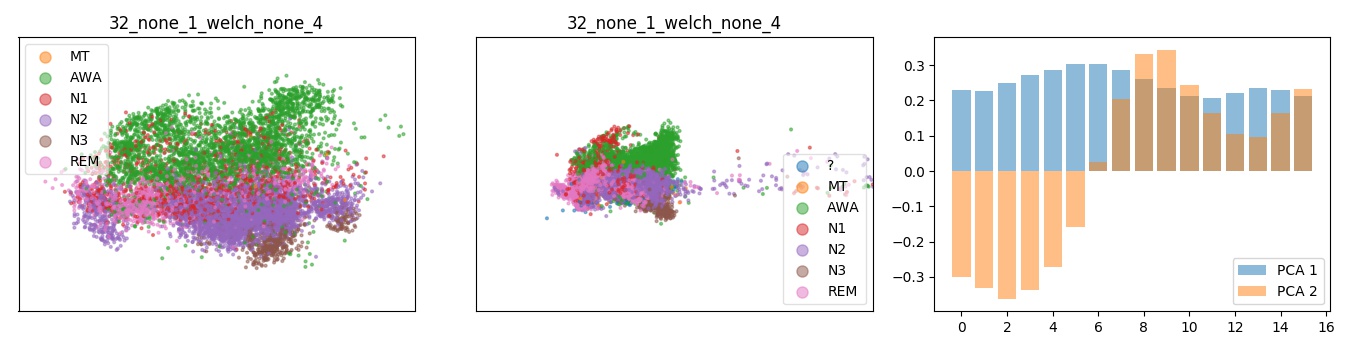 32_none_1_welch_none_4
MT
AWA
N1
N2
N3
REM
32_none_1_welch_none_4
?
MT
AWA
N1
N2
N3
REM
0.3
0.2
0.1
0.0
−0.1
−0.2
−0.3
PCA 1
PCA 2
0 2 4 6 8 10 12 14 16